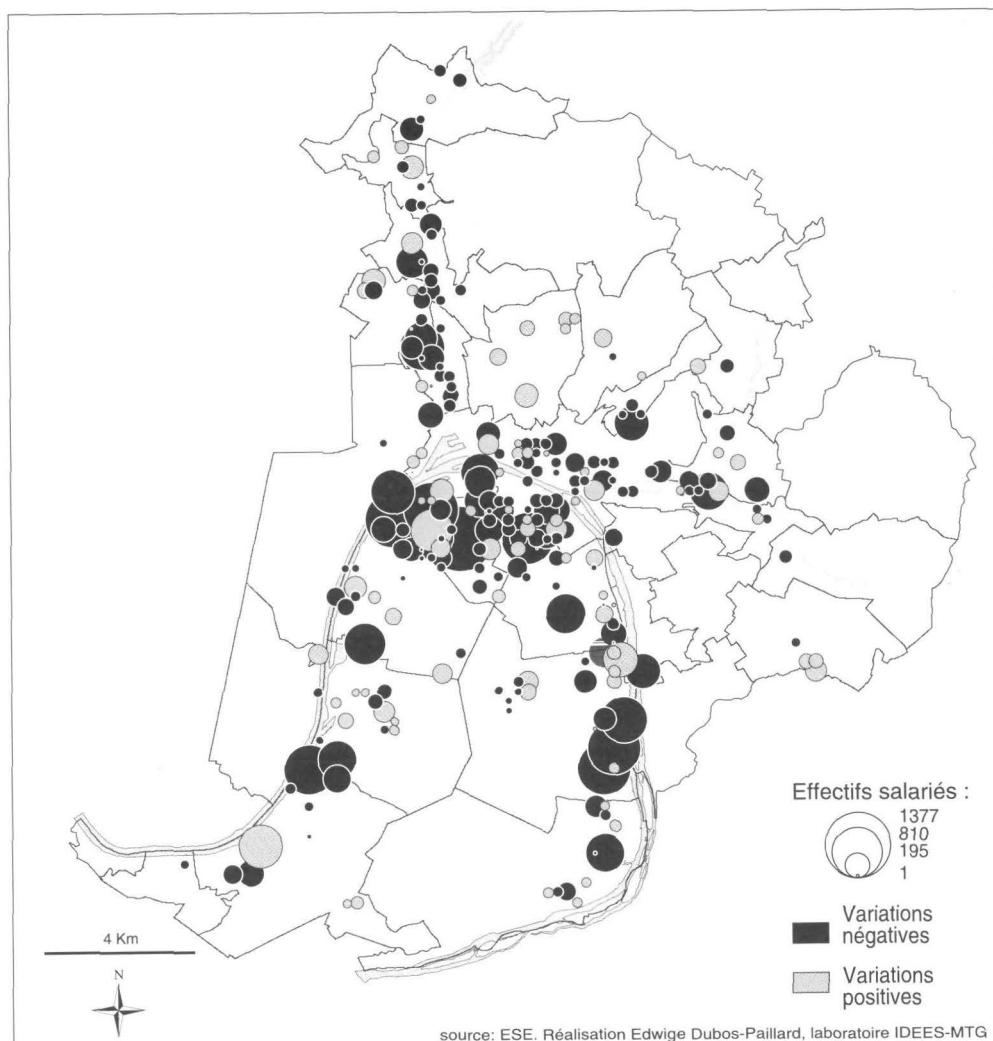 Effectifs salariés :
1377
810
195
1
Variations
négatives
Variations
positives
4 Km
N
source: ESE. Réalisation Edwige Dubos-Paillard, laboratoire IDEES-MTG